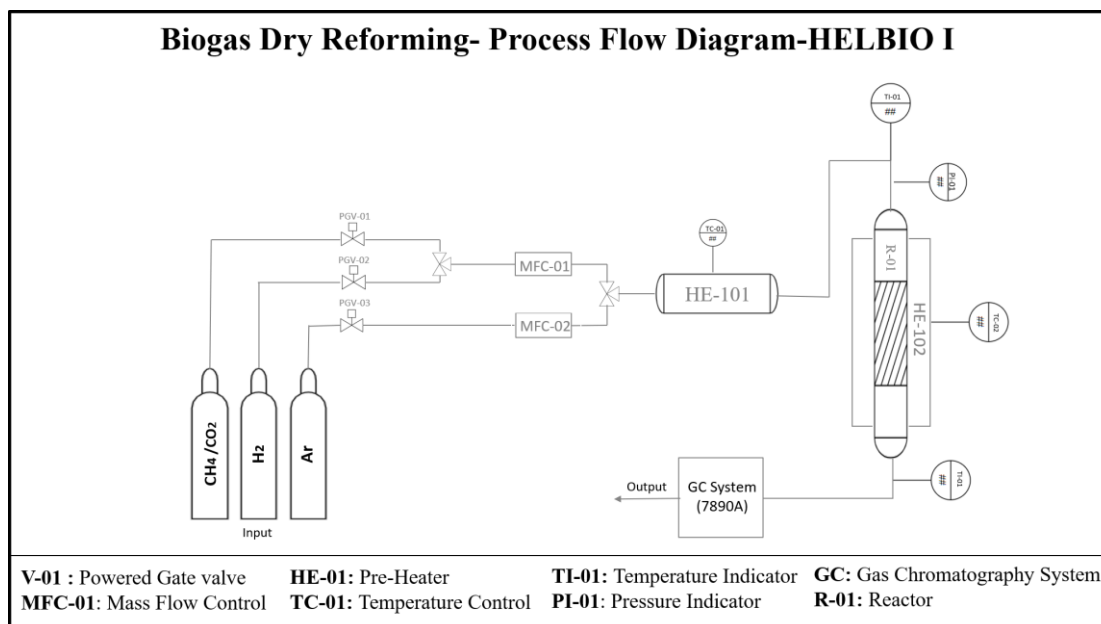 Biogas Dry Reforming- Process Flow Diagram-HELBIO I
TI-01
##
PI-01
##
PGV-01
TC-01
##
R-01
PGV-02
MFC-01
HE-101
PGV-03
HE-102
TC-02
##
MFC-02
CH4 /CO2
H2
Ar
Output
GC System
(7890A)
TI-01
##
Input
V-01 : Powered Gate valve
HE-01: Pre-Heater
TI-01: Temperature Indicator
GC: Gas Chromatography System
MFC-01: Mass Flow Control
TC-01: Temperature Control
PI-01: Pressure Indicator
R-01: Reactor